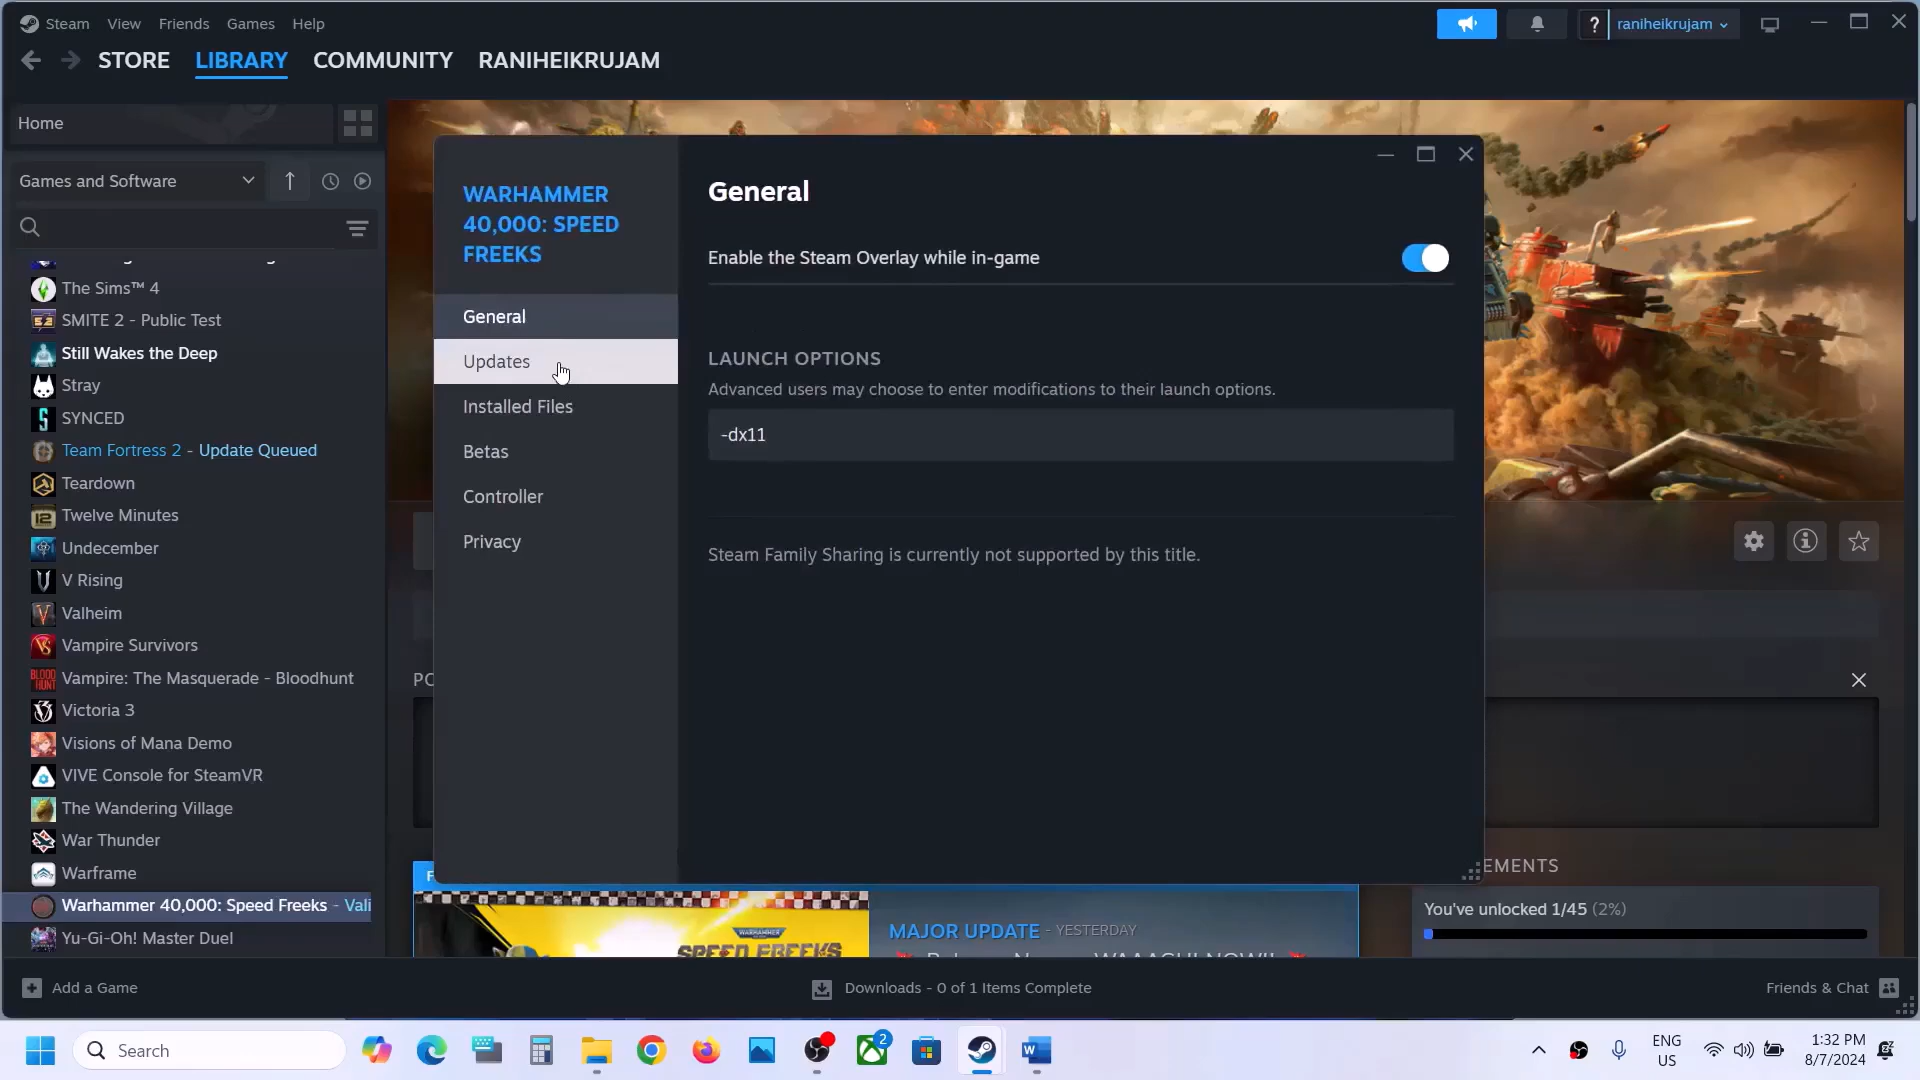 Steam View Friends Games Help
? raniheikrujam
STORE LIBRARY COMMUNITY RANIHEIKRUJAM
Home
Games and Software
The Sims™ 4
SMITE 2 - Public Test
Still Wakes the Deep
Stray
SYNCED
Team Fortress 2 - Update Queued
Teardown
Twelve Minutes
Undecember
V Rising
Valheim
Vampire Survivors
Vampire: The Masquerade - Bloodhunt
Victoria 3
Visions of Mana Demo
VIVE Console for SteamVR
The Wandering Village
War Thunder
Warframe
Warhammer 40,000: Speed Freeks - Vali
Yu-Gi-Oh! Master Duel
WARHAMMER
40,000: SPEED
FREEKS
General
Updates
Installed Files
Betas
Controller
Privacy
General
Enable the Steam Overlay while in-game
LAUNCH OPTIONS
Advanced users may choose to enter modifications to their launch options.
-dx11
Steam Family Sharing is currently not supported by this title.
PO
F
WARHAMMER
SPEED FREEKS
MAJOR UPDATE - YESTERDAY
EMENTS
You've unlocked 1/45 (2%)
Add a Game
Downloads - 0 of 1 Items Complete
Friends & Chat
Search
2
ENG
US
1:32 PM
8/7/2024